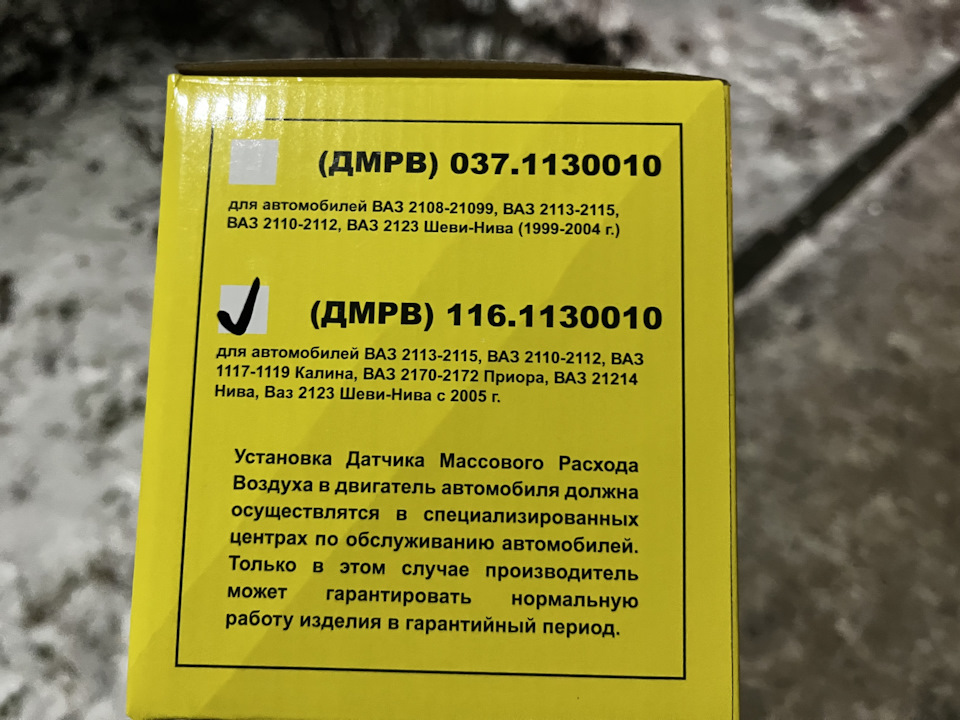 (ДМРВ) 037.1130010
для автомобилей ВАЗ 2108-21099, ВАЗ 2113-2115,
ВАЗ 2110-2112, ВАЗ 2123 Шеви-Нива (1999-2004 г.)
(ДМРВ) 116.1130010
для автомобилей ВАЗ 2113-2115, ВАЗ 2110-2112, ВАЗ
1117-1119 Калина, ВАЗ 2170-2172 Приора, ВАЗ 21214
Нива, Ваз 2123 Шеви-Нива с 2005 г.
Установка Датчика Массового Расхода
Воздуха в двигатель автомобиля должна
осуществлятся в специализированных
центрах по обслуживанию автомобилей.
Только в этом случае производитель
может гарантировать нормальную
работу изделия в гарантийный период.